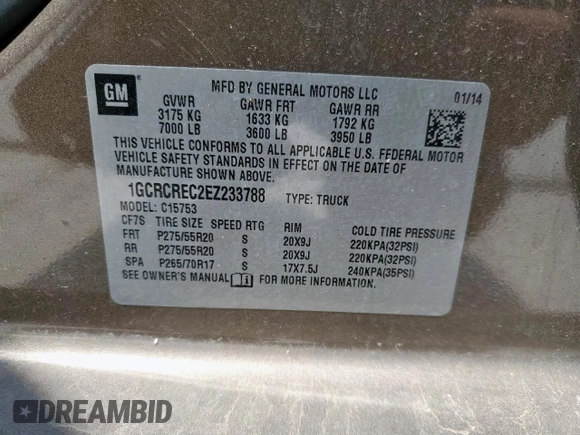 GM
MFD BY GENERAL MOTORS LLC
01/14
GVWR GAWR FRT GAWR RR
3175 KG 1633 KG 1792 KG
7000 LB 3600 LB 3950 LB
THIS VEHICLE CONFORMS TO ALL APPLICABLE U.S. FEDERAL MOTOR
VEHICLE SAFETY STANDARDS IN EFFECT ON THE DATE OF
MANUFACTURE SHOWN ABOVE.
1GCRCREC2EZ233788 TYPE: TRUCK
MODEL: C15753
CF7S TIRE SIZE SPEED RTG RIM COLD TIRE PRESSURE
FRT P275/55R20 S 20X9J 220KPA(32PSI)
RR P275/55R20 S 20X9J 220KPA(32PSI)
SPA P265/70R17 S 17X7.5J 240KPA(35PSI)
SEE OWNER'S MANUAL FOR MORE INFORMATION.
DREAMBID